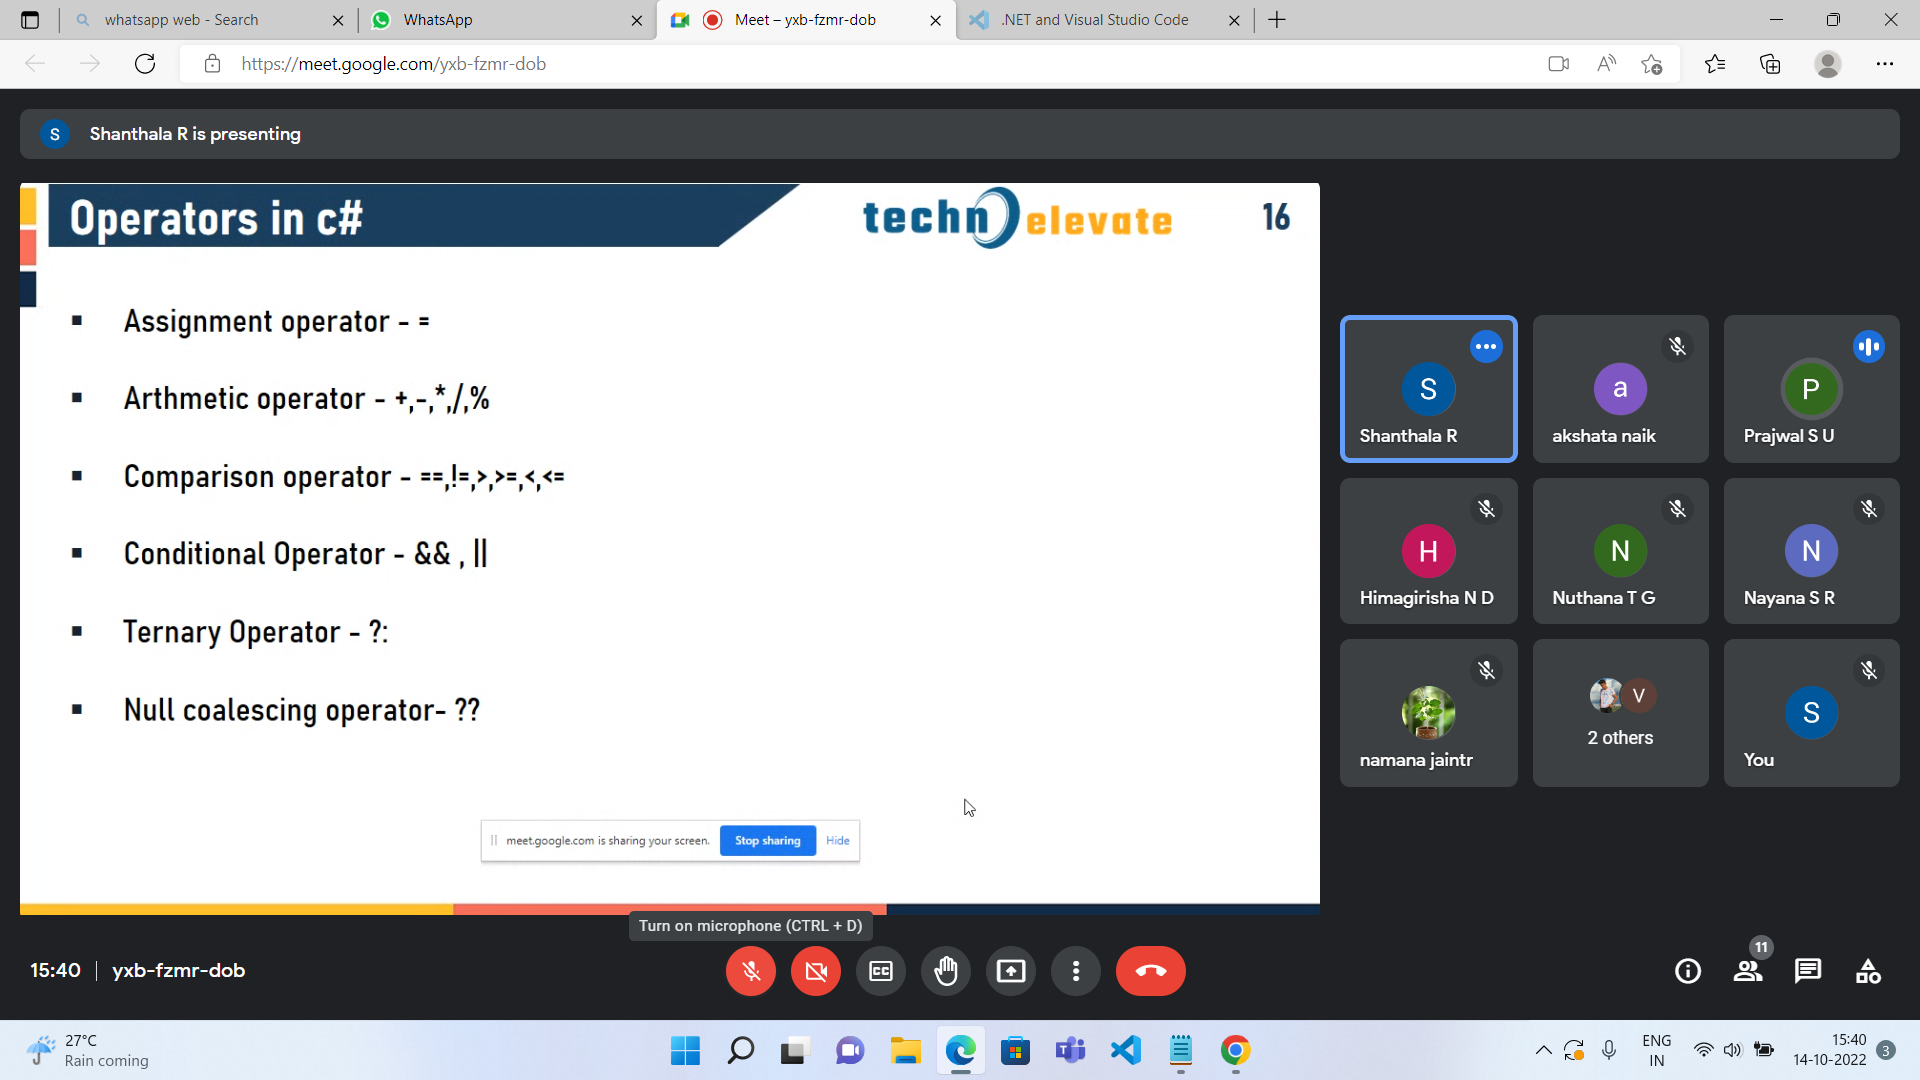 whatsapp web - Search
WhatsApp
Meet – yxb-fzmr-dob
.NET and Visual Studio Code
https://meet.google.com/yxb-fzmr-dob
S
Shanthala R is presenting
Operators in c#
techno elevate
16
▪ Assignment operator - =
▪ Arthmetic operator - +,-,*,/,%
▪ Comparison operator - ==,!=,>,>=,<,<=
▪ Conditional Operator - && , ||
▪ Ternary Operator - ?:
▪ Null coalescing operator- ??
meet.google.com is sharing your screen.
Stop sharing
Hide
S
Shanthala R
a
akshata naik
P
Prajwal S U
H
Himagirisha N D
N
Nuthana T G
N
Nayana S R
namana jaintr
V
2 others
S
You
Turn on microphone (CTRL + D)
15:40 | yxb-fzmr-dob
CC
11
27°C
Rain coming
ENG
IN
15:40
14-10-2022
3